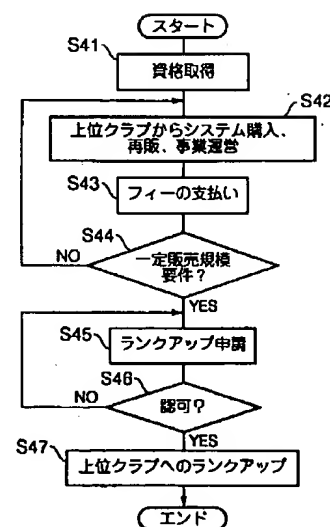 スタート
S41
資格取得
S42
上位クラブからシステム購入、
再販、事業運営
S43
フィーの支払い
S44
一定販売規模
要件?
NO
YES
S45
ランクアップ申請
S46
認可?
NO
YES
S47
上位クラブへのランクアップ
エンド